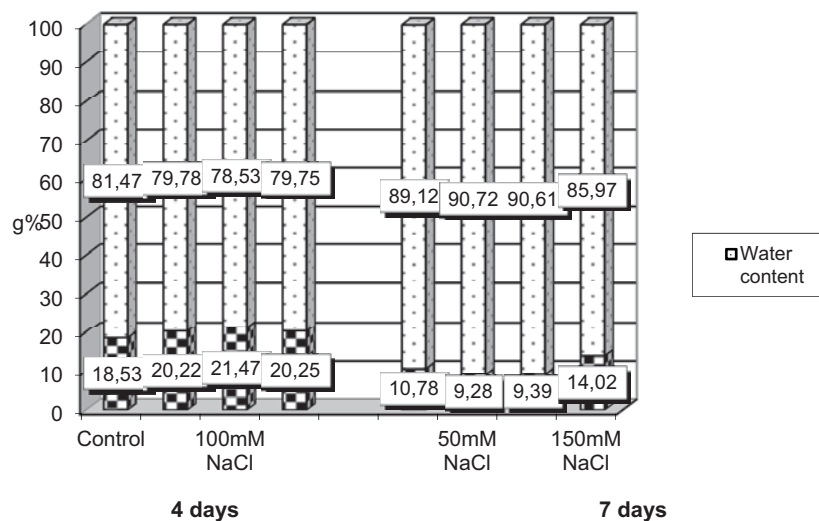 100
90
80
70
60
g%50
40
30
20
10
0
81,47 79,78 78,53 79,75 89,12 90,72 90,61 85,97
18,53 20,22 21,47 20,25 10,78 9,28 9,39 14,02
Water
content
Control 100mM 50mM 150mM
NaCl NaCl NaCl
4 days 7 days